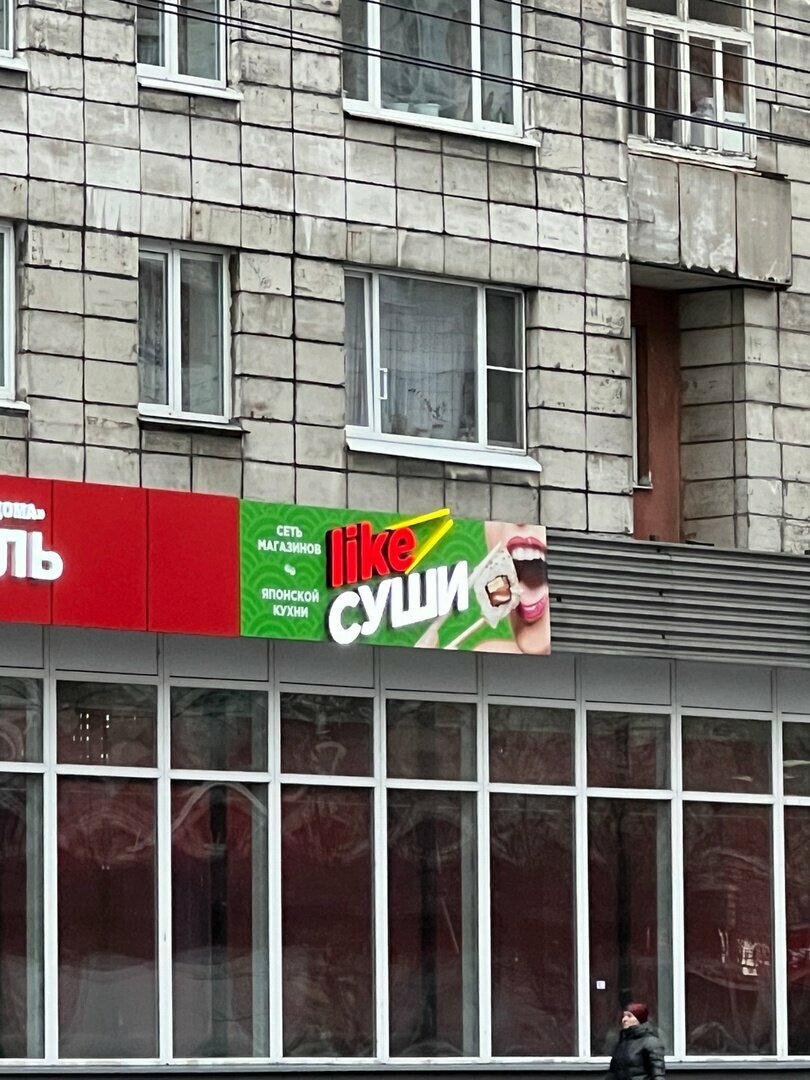 ДОМА»
ЛЬ
СЕТЬ
МАГАЗИНОВ
ЯПОНСКОЙ
КУХНИ
like
СУШИ